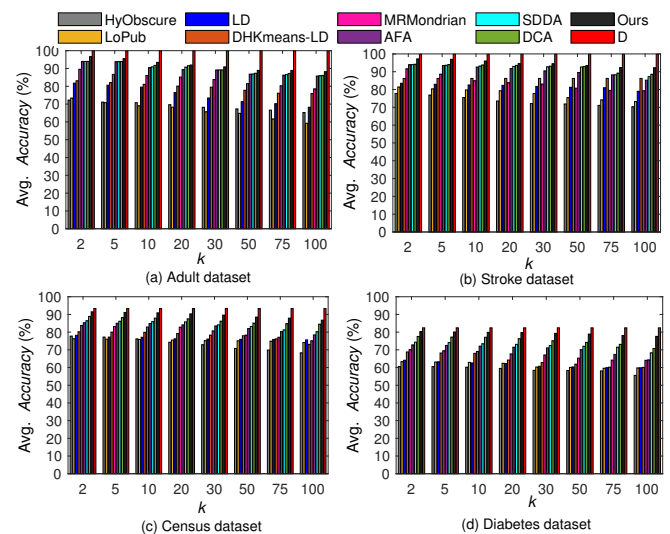 HyObscure LD MRMondrian SDDA Ours
LoPub DHKmeans-LD AFA DCA D
100
90
80
70
60
50
40
30
20
10
0
Avg. Accuracy (%)
2 5 10 20 30 50 75 100
k
(a) Adult dataset
100
90
80
70
60
50
40
30
20
10
0
Avg. Accuracy (%)
2 5 10 20 30 50 75 100
k
(b) Stroke dataset
100
90
80
70
60
50
40
30
20
10
0
Avg. Accuracy (%)
2 5 10 20 30 50 75 100
k
(c) Census dataset
100
90
80
70
60
50
40
30
20
10
0
Avg. Accuracy (%)
2 5 10 20 30 50 75 100
k
(d) Diabetes dataset